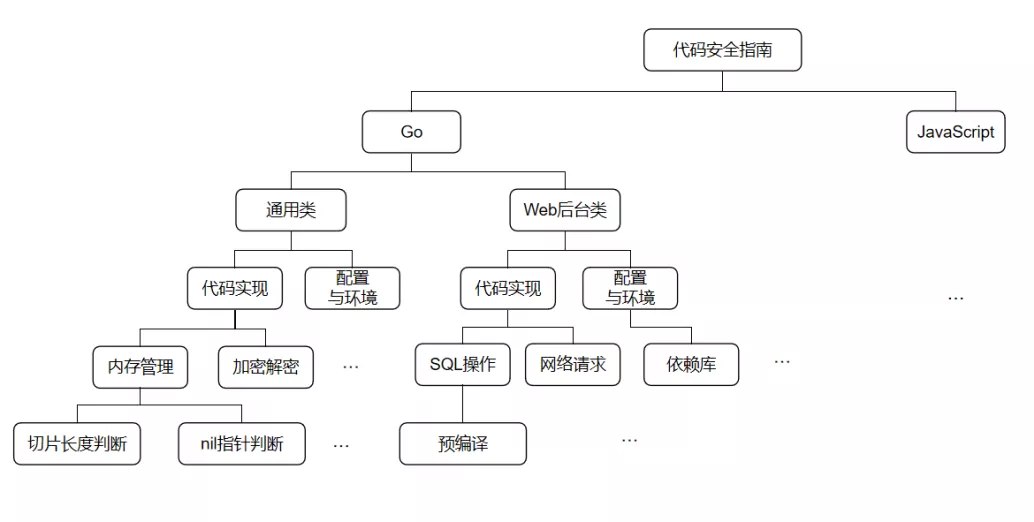 代码安全指南
Go
JavaScript
通用类
Web后台类
代码实现
配置
与环境
代码实现
配置
与环境
...
内存管理
加密解密
...
SQL操作
网络请求
依赖库
...
切片长度判断
nil指针判断
...
预编译
...